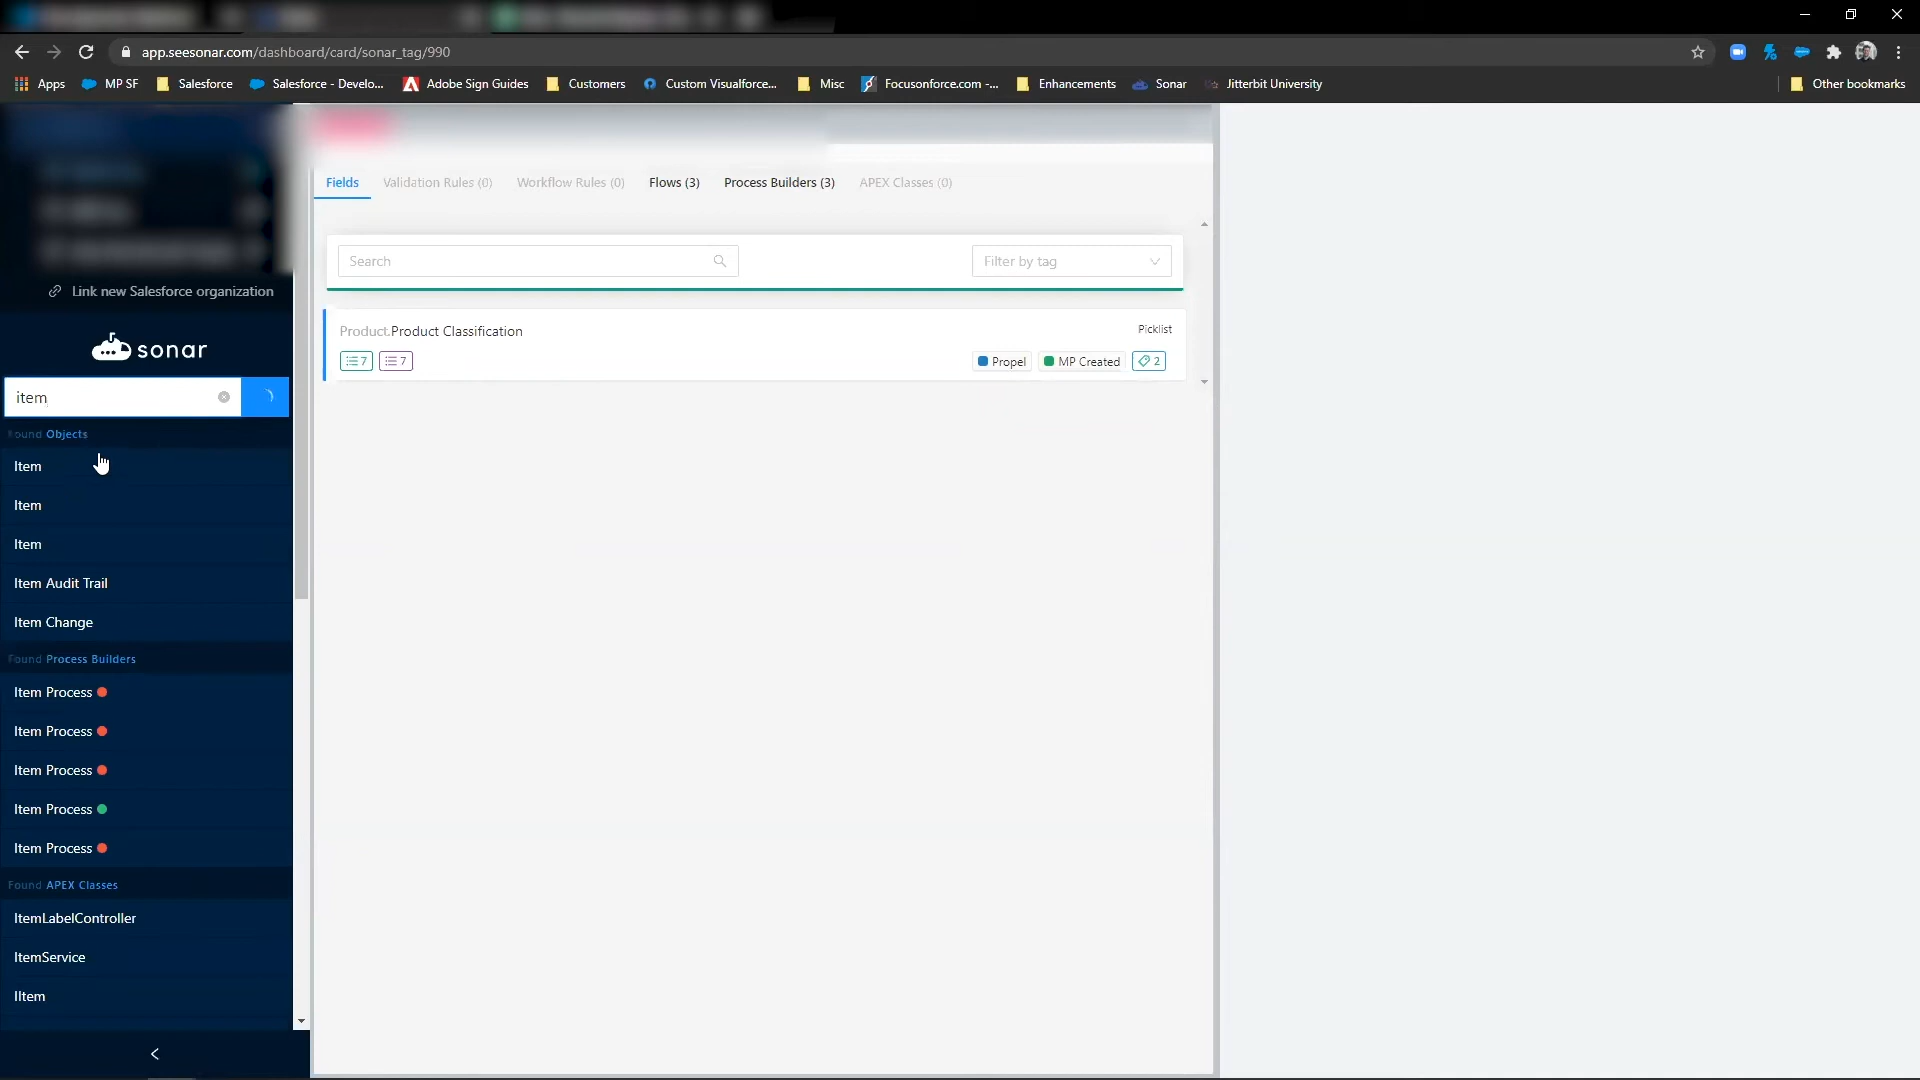 app.seesonar.com/dashboard/card/sonar_tag/990
Apps
MP SF
Salesforce
Salesforce - Develo...
Adobe Sign Guides
Customers
Custom Visualforce...
Misc
Focusonforce.com -...
Enhancements
Sonar
Jitterbit University
Other bookmarks
Link new Salesforce organization
sonar
item
Found Objects
Item
Item
Item
Item Audit Trail
Item Change
Found Process Builders
Item Process
Item Process
Item Process
Item Process
Item Process
Found APEX Classes
ItemLabelController
ItemService
IItem
Fields
Validation Rules (0)
Workflow Rules (0)
Flows (3)
Process Builders (3)
APEX Classes (0)
Search
Filter by tag
Product.Product Classification
Picklist
7
7
Propel
MP Created
2